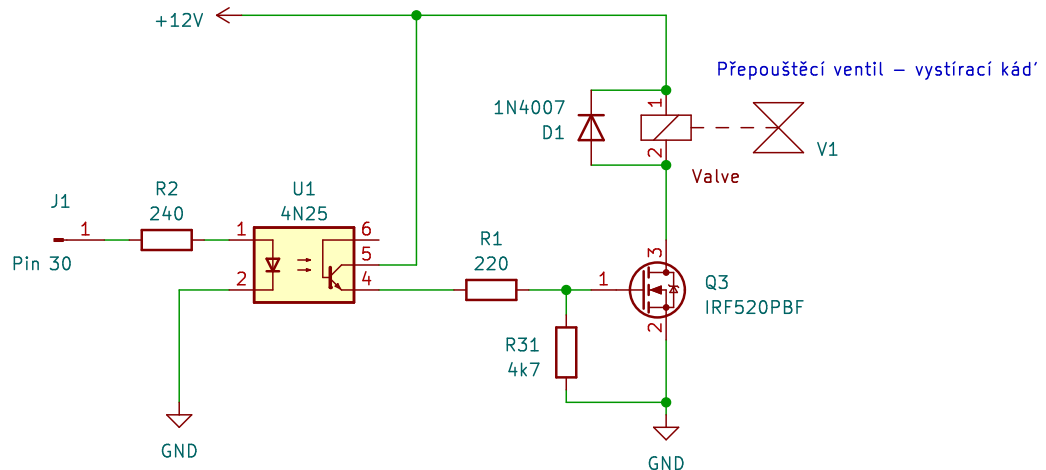 +12V
Přepouštěcí ventil – vystírací káď
1N4007
D1
1
2
V1
Valve
J1
1
Pin 30
R2
240
U1
4N25
1
2
6
5
4
R1
220
1
3
2
Q3
IRF520PBF
R31
4k7
GND
GND